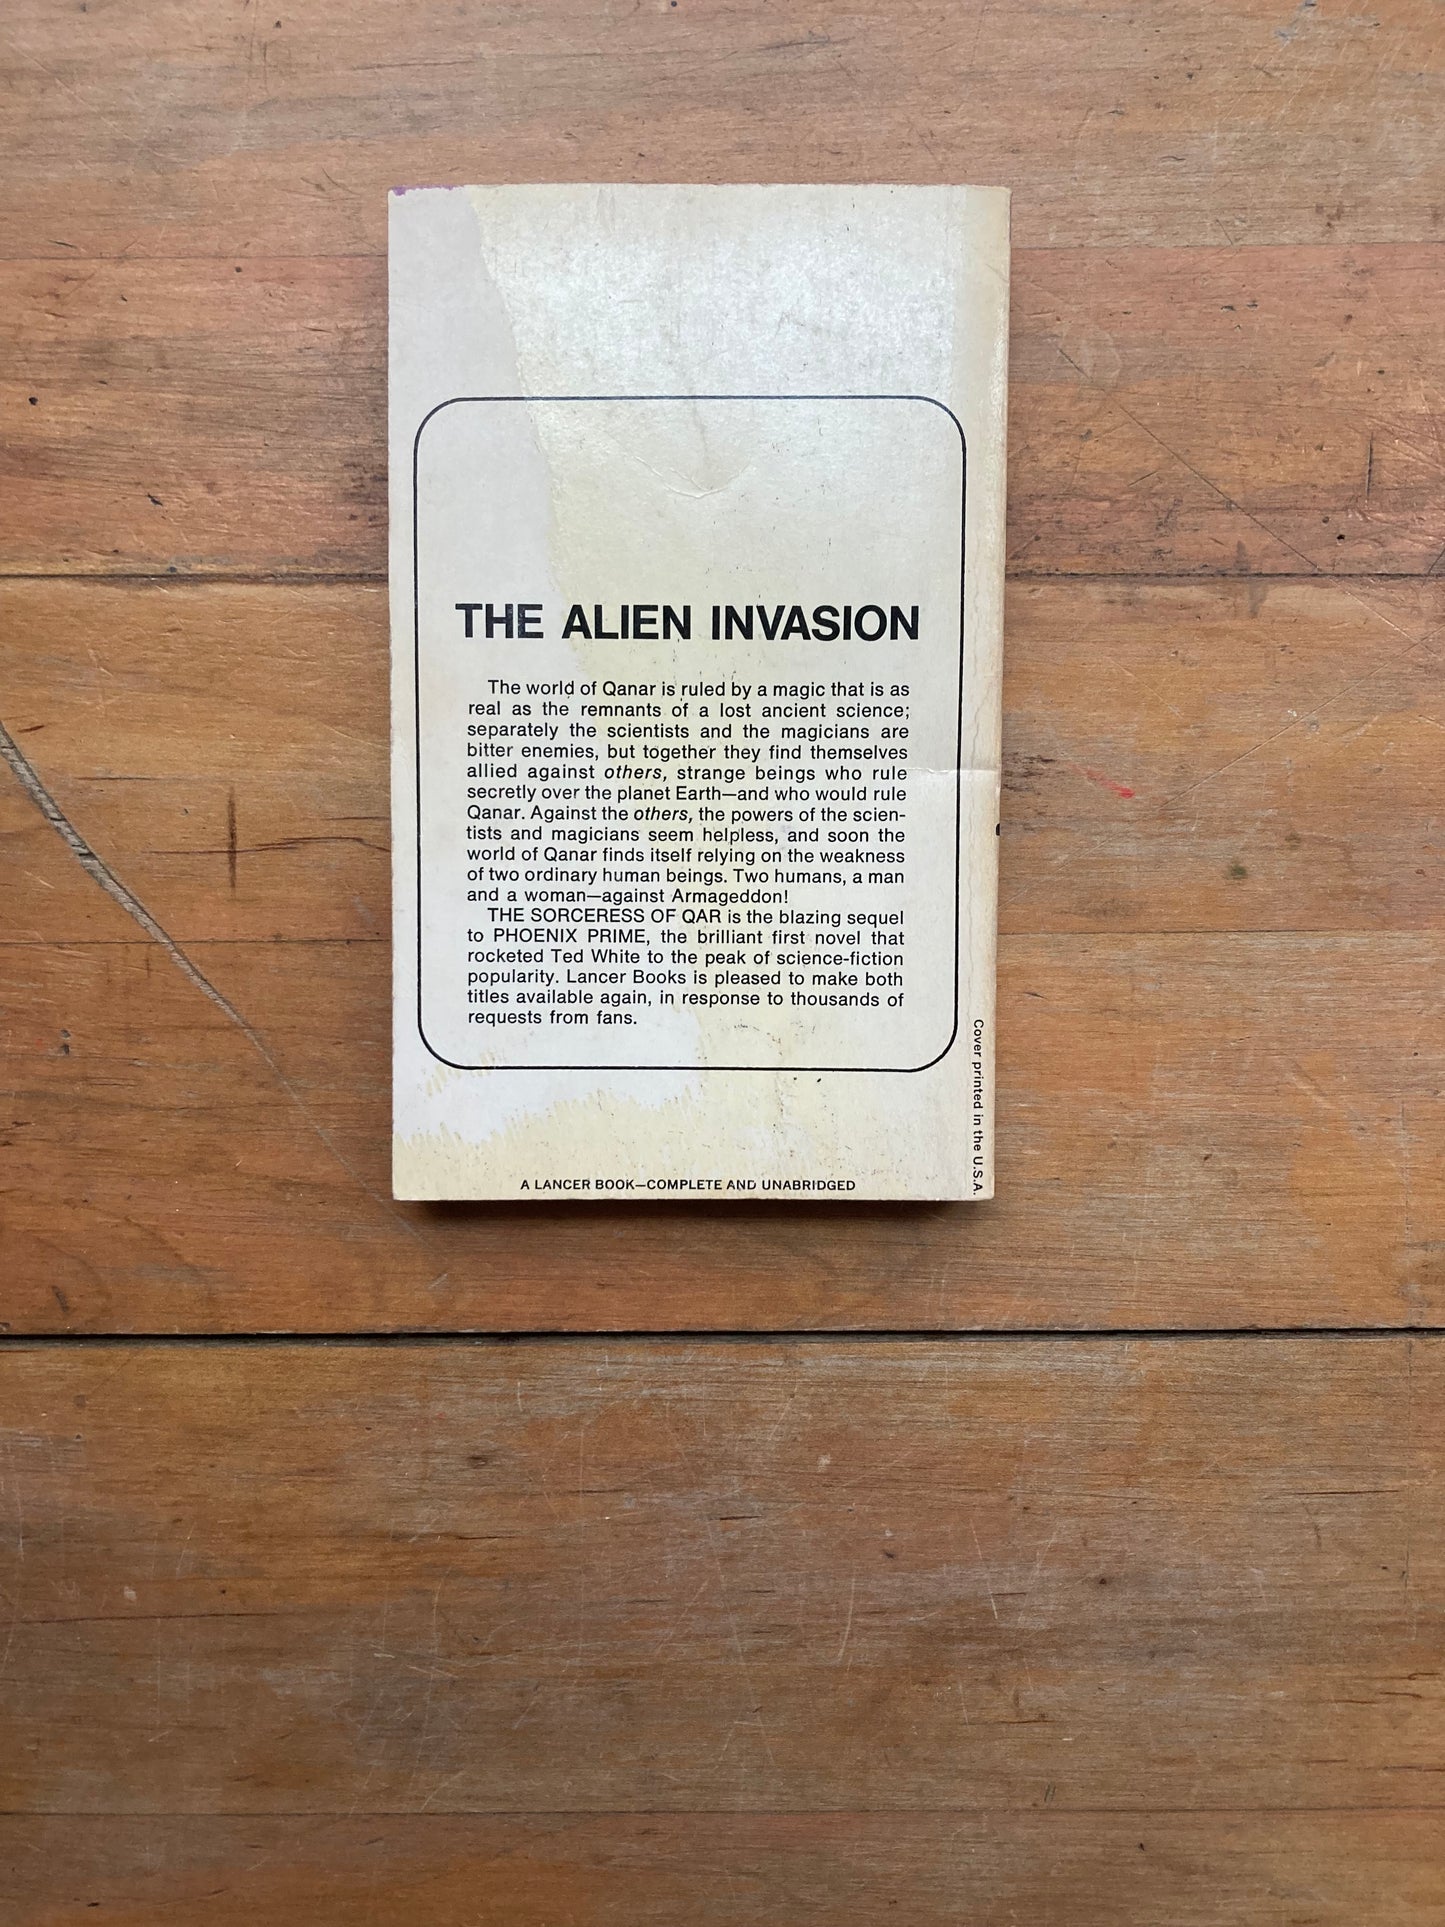 THE ALIEN INVASION
The world of Qanar is ruled by a magic that is as
real as the remnants of a lost ancient science;
separately the scientists and the magicians are
bitter enemies, but together they find themselves
allied against others, strange beings who rule
secretly over the planet Earth—and who would rule
Qanar. Against the others, the powers of the scien-
tists and magicians seem helpless, and soon the
world of Qanar finds itself relying on the weakness
of two ordinary human beings. Two humans, a man
and a woman—against Armageddon!
THE SORCERESS OF QAR is the blazing sequel
to PHOENIX PRIME, the brilliant first novel that
rocketed Ted White to the peak of science-fiction
popularity. Lancer Books is pleased to make both
titles available again, in response to thousands of
requests from fans.
A LANCER BOOK—COMPLETE AND UNABRIDGED
Cover printed in the U.S.A.